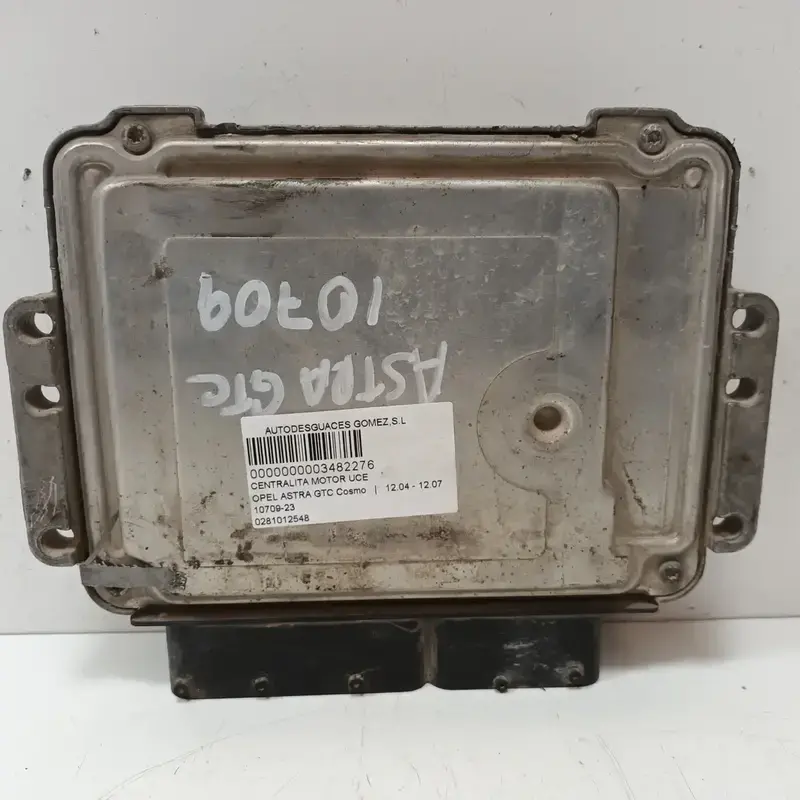 10709
ASTRA GTC
AUTODESGUACES GOMEZ,S.L
0000000003482276
CENTRALITA MOTOR UCE
OPEL ASTRA GTC Cosmo | 12.04 - 12.07
10709-23
0281012548